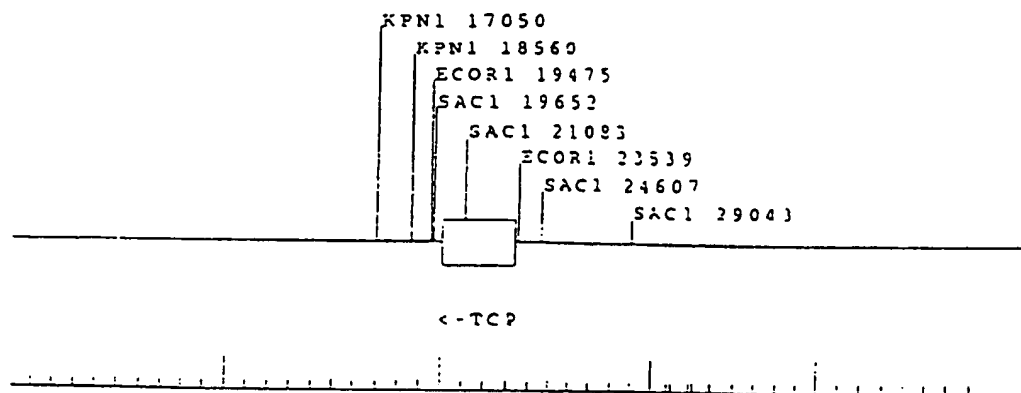 KPN1 17050
KPN1 18560
ECOR1 19475
SAC1 19652
SAC1 21083
ECOR1 23539
SAC1 24607
SAC1 29043
<-TCP